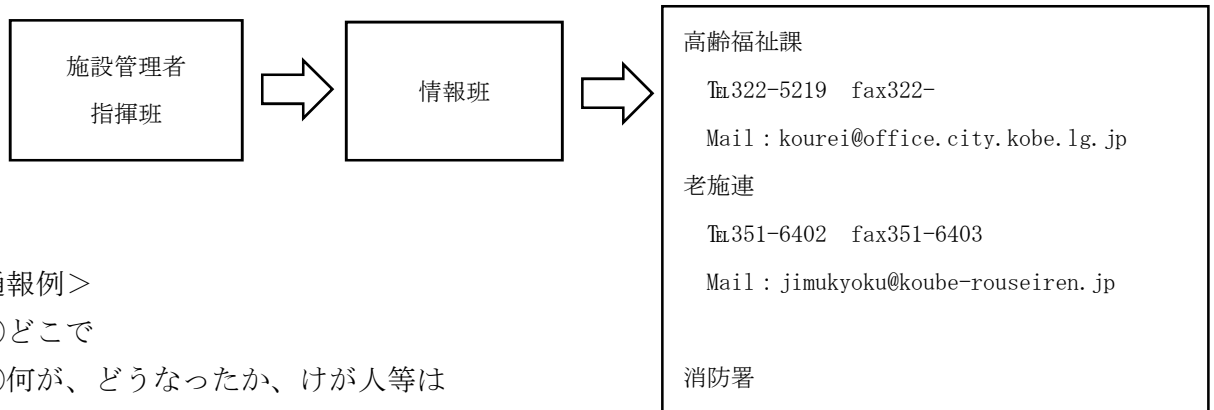 施設管理者
指揮班
情報班
高齢福祉課
℡322-5219 fax322-
Mail：kourei@office.city.kobe.lg.jp
老施連
℡351-6402 fax351-6403
Mail：jimukyoku@koube-rouseiren.jp
消防署
報例＞
どこで
何が、どうなったか、けが人等は